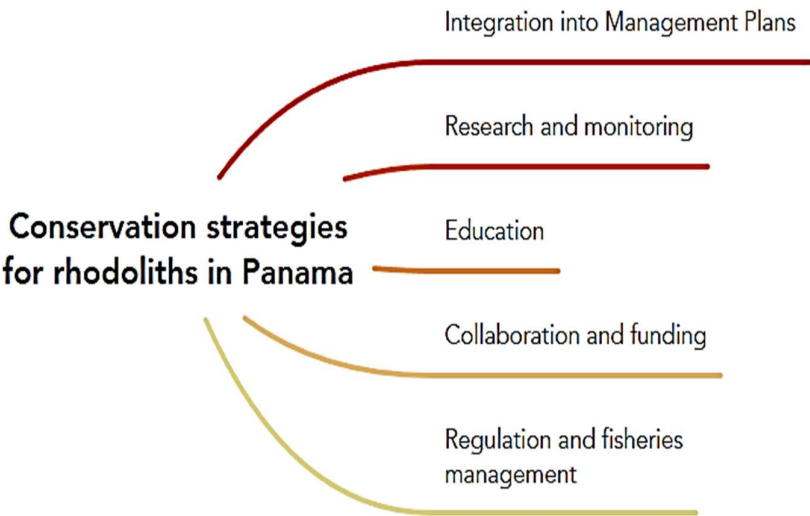 Integration into Management Plans
Research and monitoring
Conservation strategies
for rhodoliths in Panama
Education
Collaboration and funding
Regulation and fisheries
management